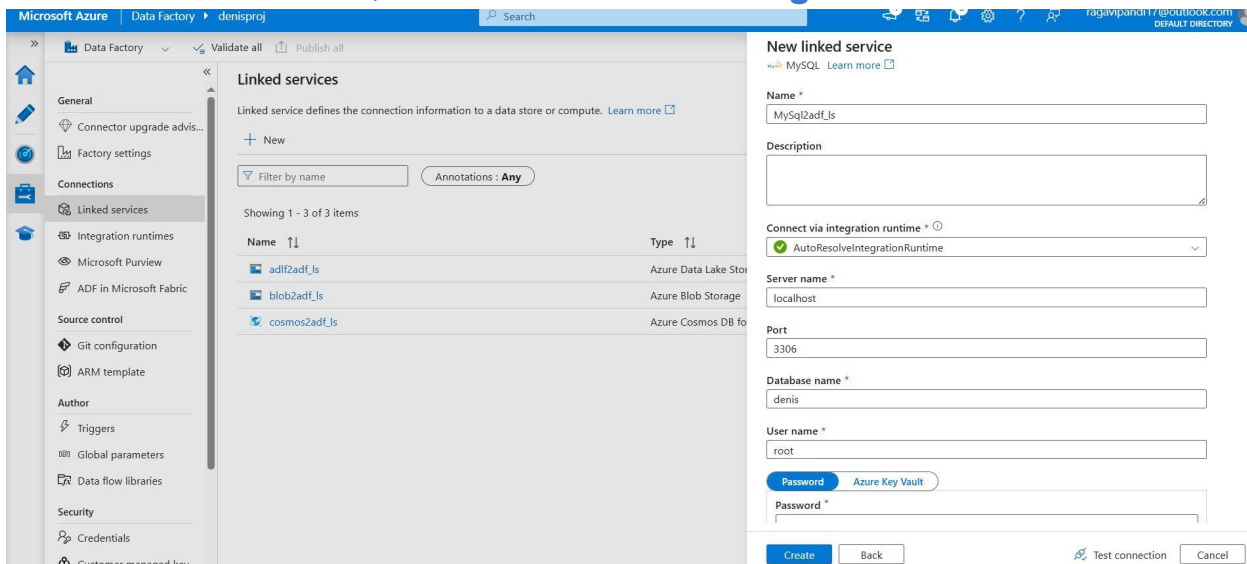 Microsoft Azure Data Factory denisproj Search ragavipandi17@outlook.com
DEFAULT DIRECTORY
Data Factory Validate all Publish all
General
Connector upgrade advis...
Factory settings
Connections
Linked services
Integration runtimes
Microsoft Purview
ADF in Microsoft Fabric
Source control
Git configuration
ARM template
Author
Triggers
Global parameters
Data flow libraries
Security
Credentials
Customer managed key
Linked services
Linked service defines the connection information to a data store or compute. Learn more
+ New
Filter by name Annotations : Any
Showing 1 - 3 of 3 items
Name Type
adlf2adf_ls Azure Data Lake Stor
blob2adf_ls Azure Blob Storage
cosmos2adf_ls Azure Cosmos DB fo
New linked service
MySQL Learn more
Name *
MySql2adf_ls
Description
Connect via integration runtime *
AutoResolveIntegrationRuntime
Server name *
localhost
Port
3306
Database name *
denis
User name *
root
Password Azure Key Vault
Password *
Create Back Test connection Cancel